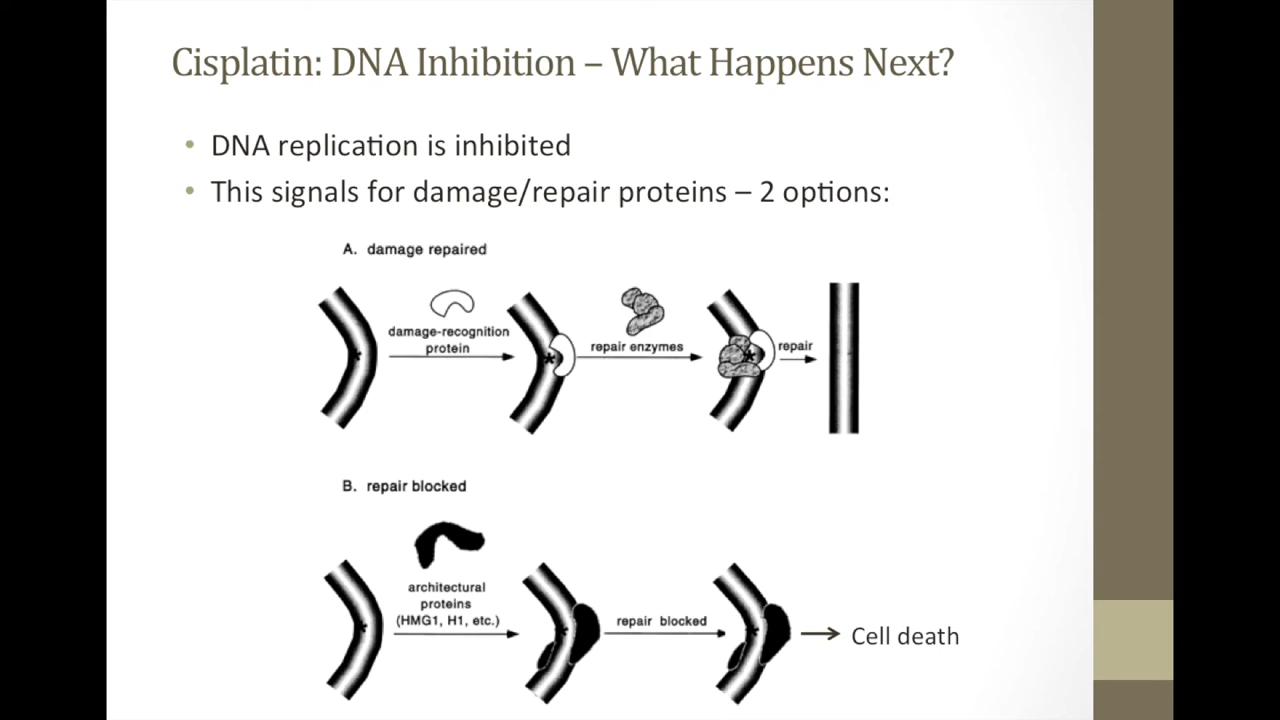 Cisplatin: DNA Inhibition – What Happens Next?
• DNA replication is inhibited
• This signals for damage/repair proteins – 2 options:
A. damage repaired
damage-recognition
protein
repair enzymes
repair
B. repair blocked
architectural
proteins
(HMG1, H1, etc.)
repair blocked
Cell death